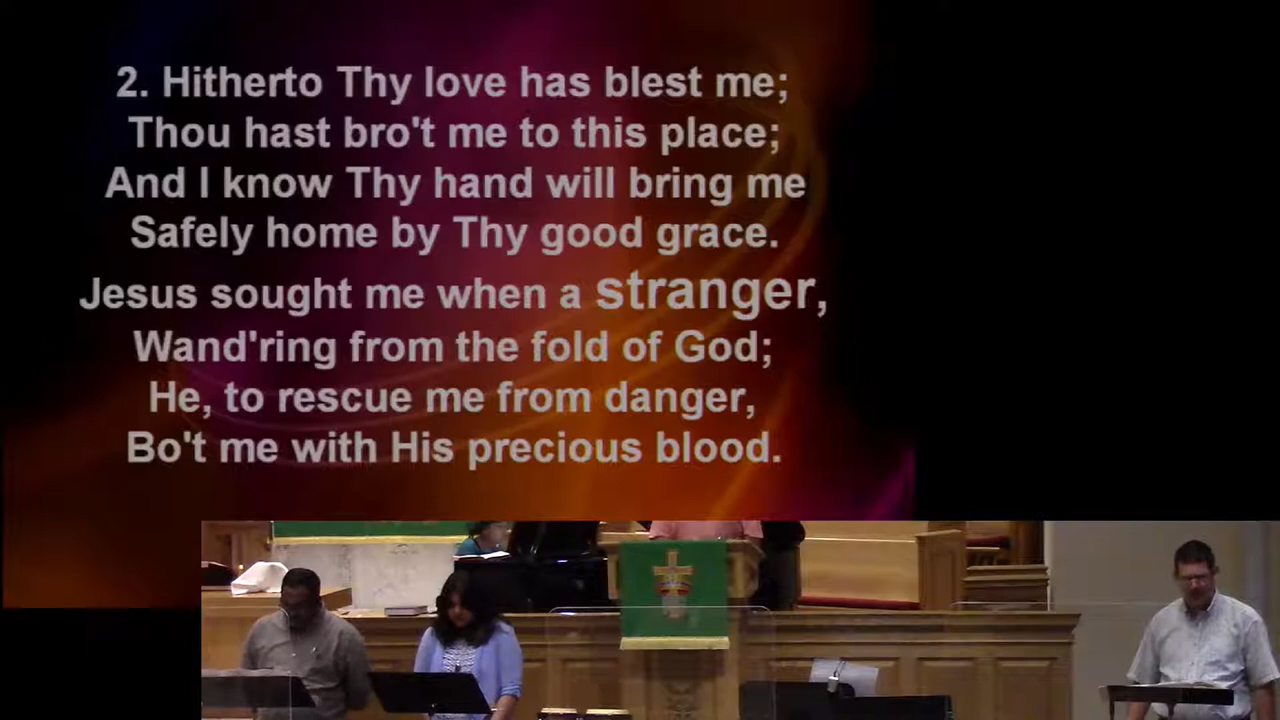 2. Hitherto Thy love has blest me;
Thou hast bro't me to this place;
And I know Thy hand will bring me
Safely home by Thy good grace.
Jesus sought me when a stranger,
Wand'ring from the fold of God;
He, to rescue me from danger,
Bo't me with His precious blood.